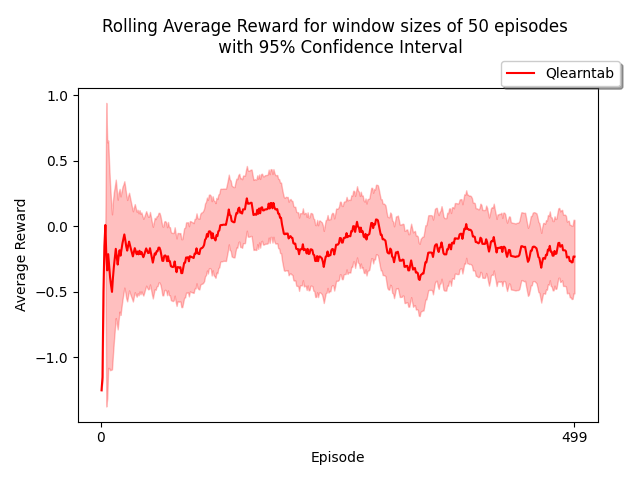 Rolling Average Reward for window sizes of 50 episodes
with 95% Confidence Interval
Qlearntab
1.0
0.5
0.0
−0.5
−1.0
Average Reward
0
499
Episode